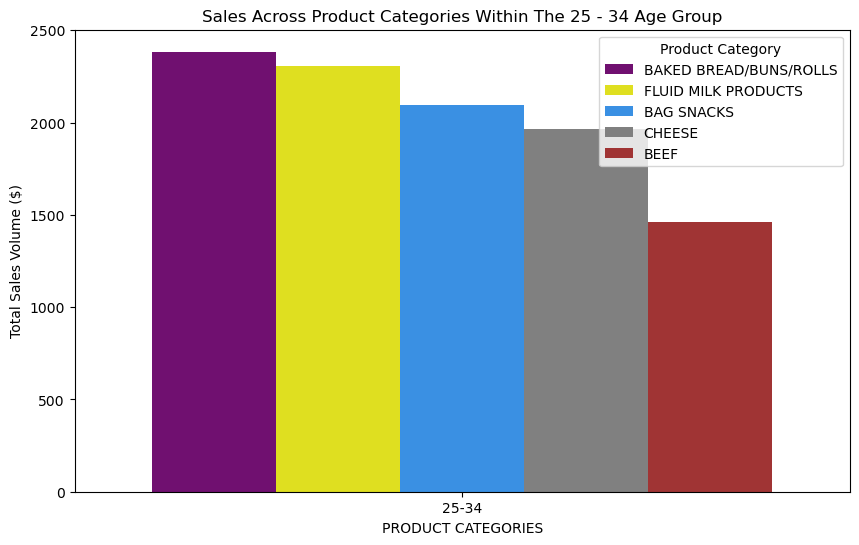 Sales Across Product Categories Within The 25 - 34 Age Group
Total Sales Volume ($)
2500
2000
1500
1000
500
0
Product Category
BAKED BREAD/BUNS/ROLLS
FLUID MILK PRODUCTS
BAG SNACKS
CHEESE
BEEF
25-34
PRODUCT CATEGORIES